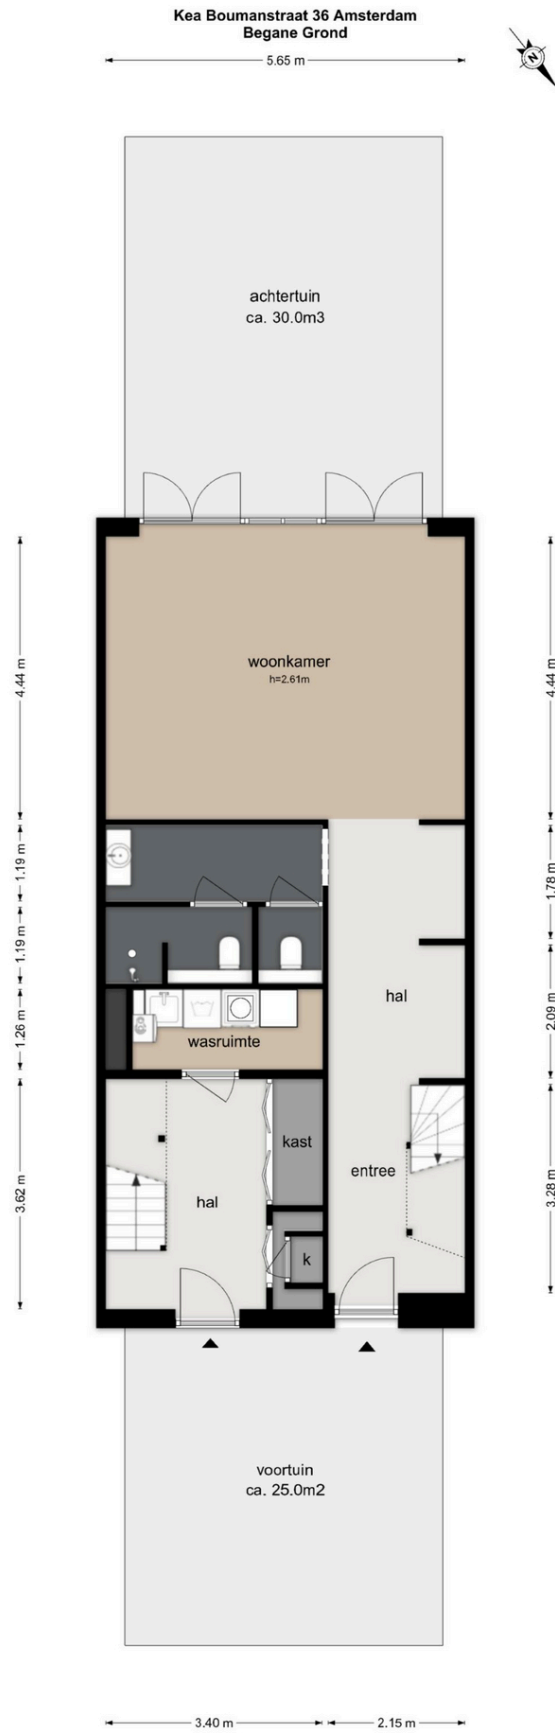 Kea Boumanstraat 36 Amsterdam
Begane Grond
5.65 m
N
achtertuin
ca. 30.0m3
4.44 m
woonkamer
h=2.61m
4.44 m
1.19 m
1.78 m
1.19 m
hal
2.09 m
1.26 m
wasruimte
kast
entree
3.62 m
hal
3.28 m
k
voortuin
ca. 25.0m2
3.40 m
2.15 m